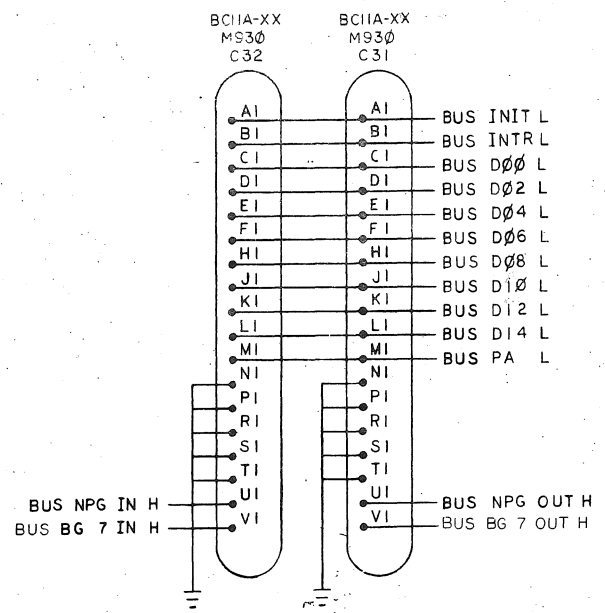 BC11A-XX BC11A-XX
M93Ø M93Ø
C32 C31
A1 A1 BUS INIT L
B1 B1 BUS INTR L
C1 C1 BUS DØØ L
D1 D1 BUS DØ2 L
E1 E1 BUS DØ4 L
F1 F1 BUS DØ6 L
H1 H1 BUS DØ8 L
J1 J1 BUS D1Ø L
K1 K1 BUS D12 L
L1 L1 BUS D14 L
M1 M1 BUS PA L
N1 N1
P1 P1
R1 R1
S1 S1
T1 T1
BUS NPG IN H U1 U1 BUS NPG OUT H
BUS BG 7 IN H V1 V1 BUS BG 7 OUT H